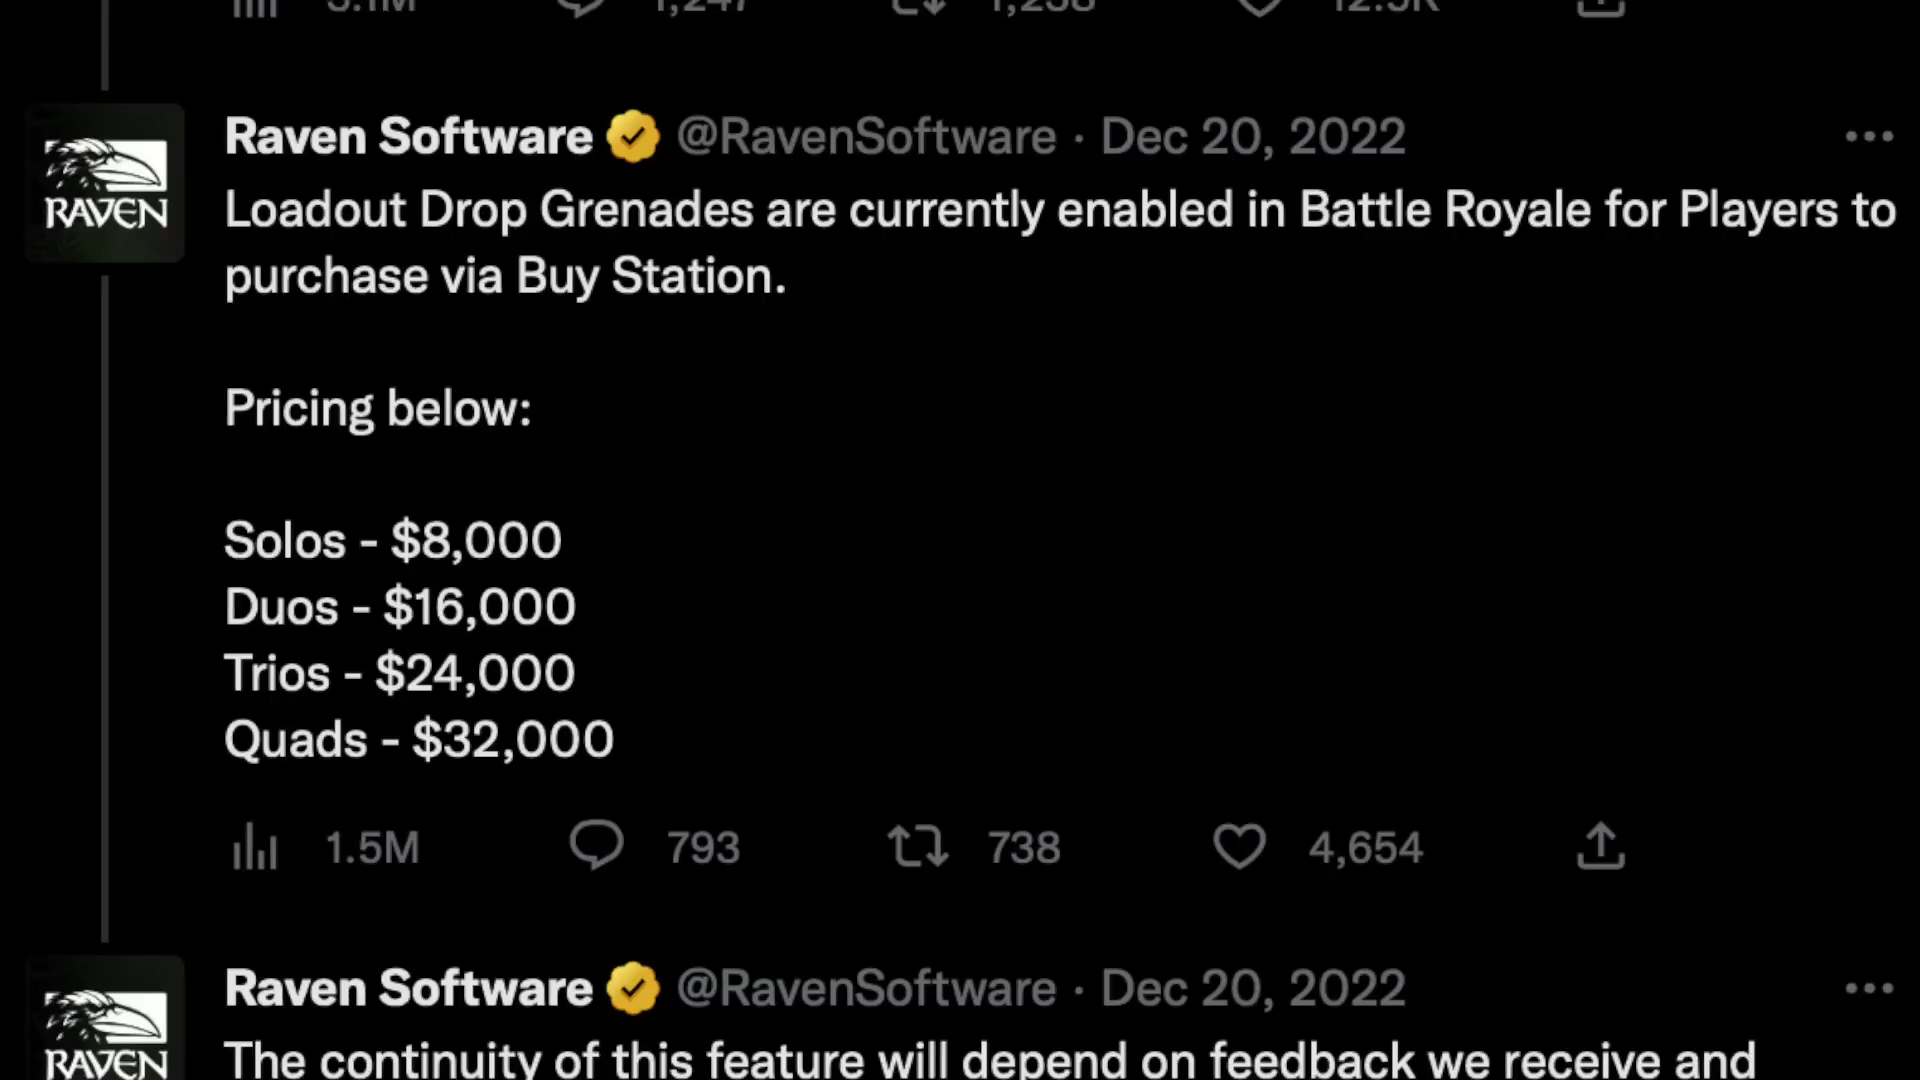 Raven Software @RavenSoftware · Dec 20, 2022
RAVEN
Loadout Drop Grenades are currently enabled in Battle Royale for Players to
purchase via Buy Station.
Pricing below:
Solos - $8,000
Duos - $16,000
Trios - $24,000
Quads - $32,000
1.5M 793 738 4,654
Raven Software @RavenSoftware · Dec 20, 2022
RAVEN
The continuity of this feature will depend on feedback we receive and